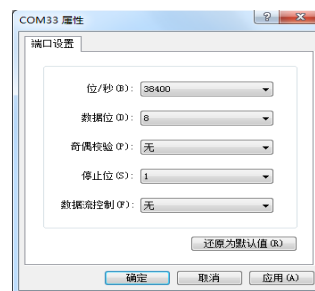 COM33 属性
端口设置
位/秒(B): 38400
数据位(D): 8
奇偶校验(P): 无
停止位(S): 1
数据流控制(F): 无
还原为默认值(R)
确定 取消 应用(A)